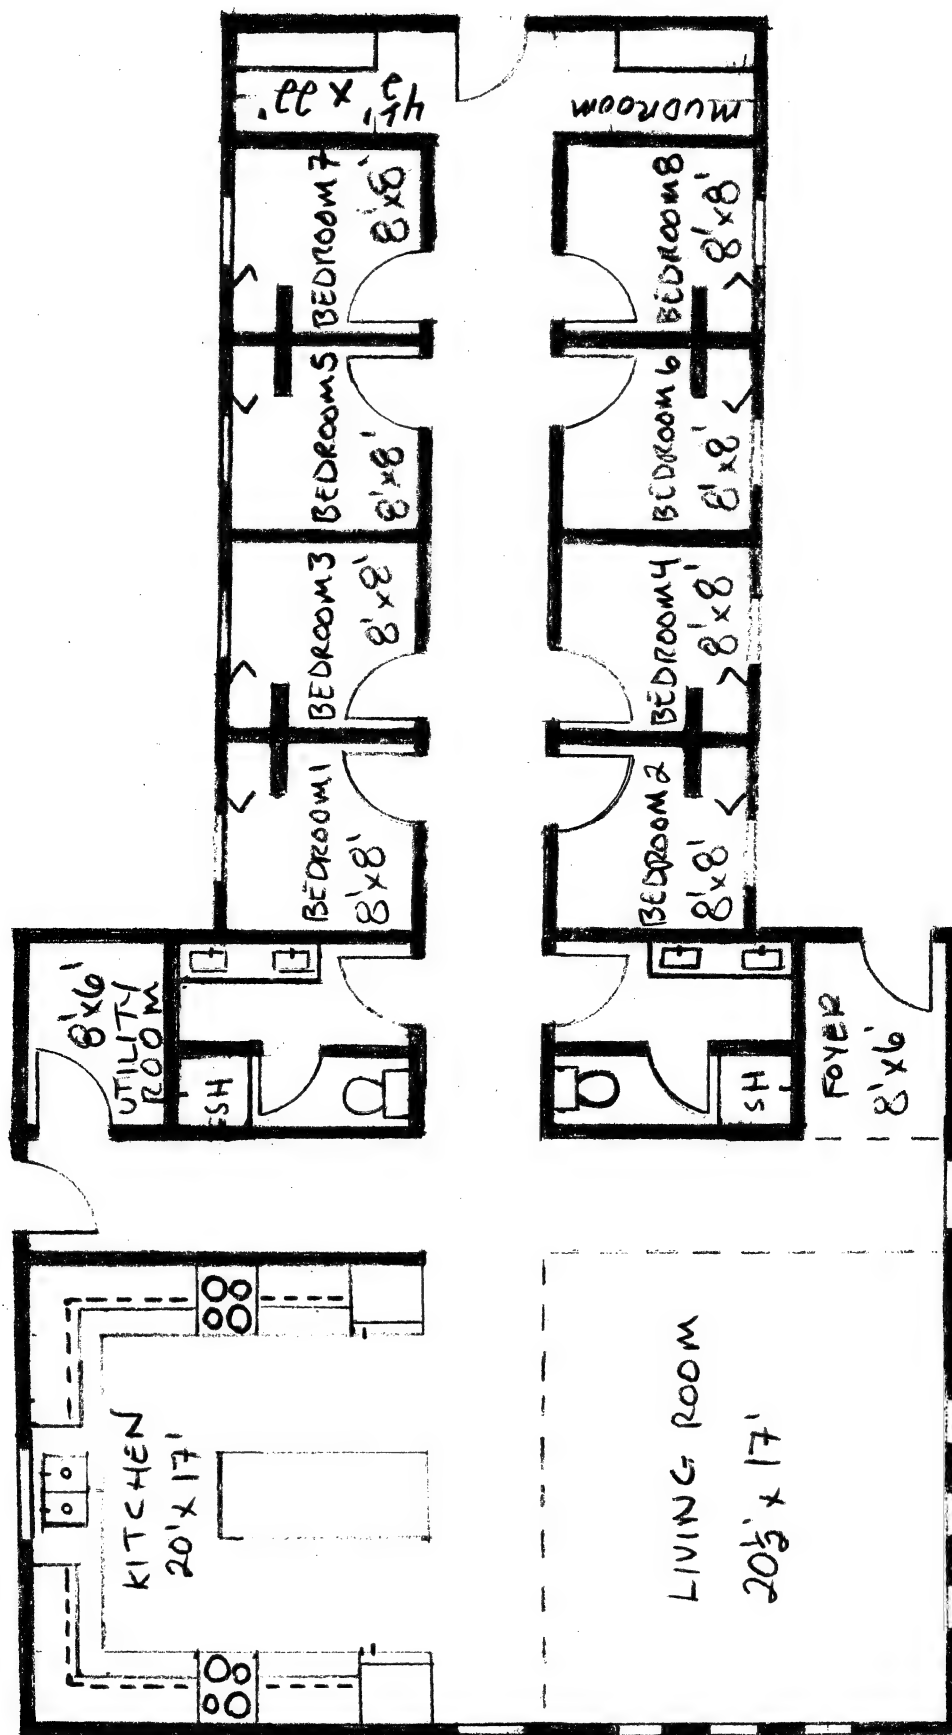 4½' x 22'
MUDROOM
BEDROOM 7
8'x8'
BEDROOM 8
8'x8'
BEDROOM 5
8'x8'
BEDROOM 6
8'x8'
BEDROOM 3
8'x8'
BEDROOM 4
8'x8'
BEDROOM 1
8'x8'
BEDROOM 2
8'x8'
8'x6'
UTILITY
ROOM
SH
SH
FOYER
8'x6'
KITCHEN
20'x17'
LIVING ROOM
20½' x 17'